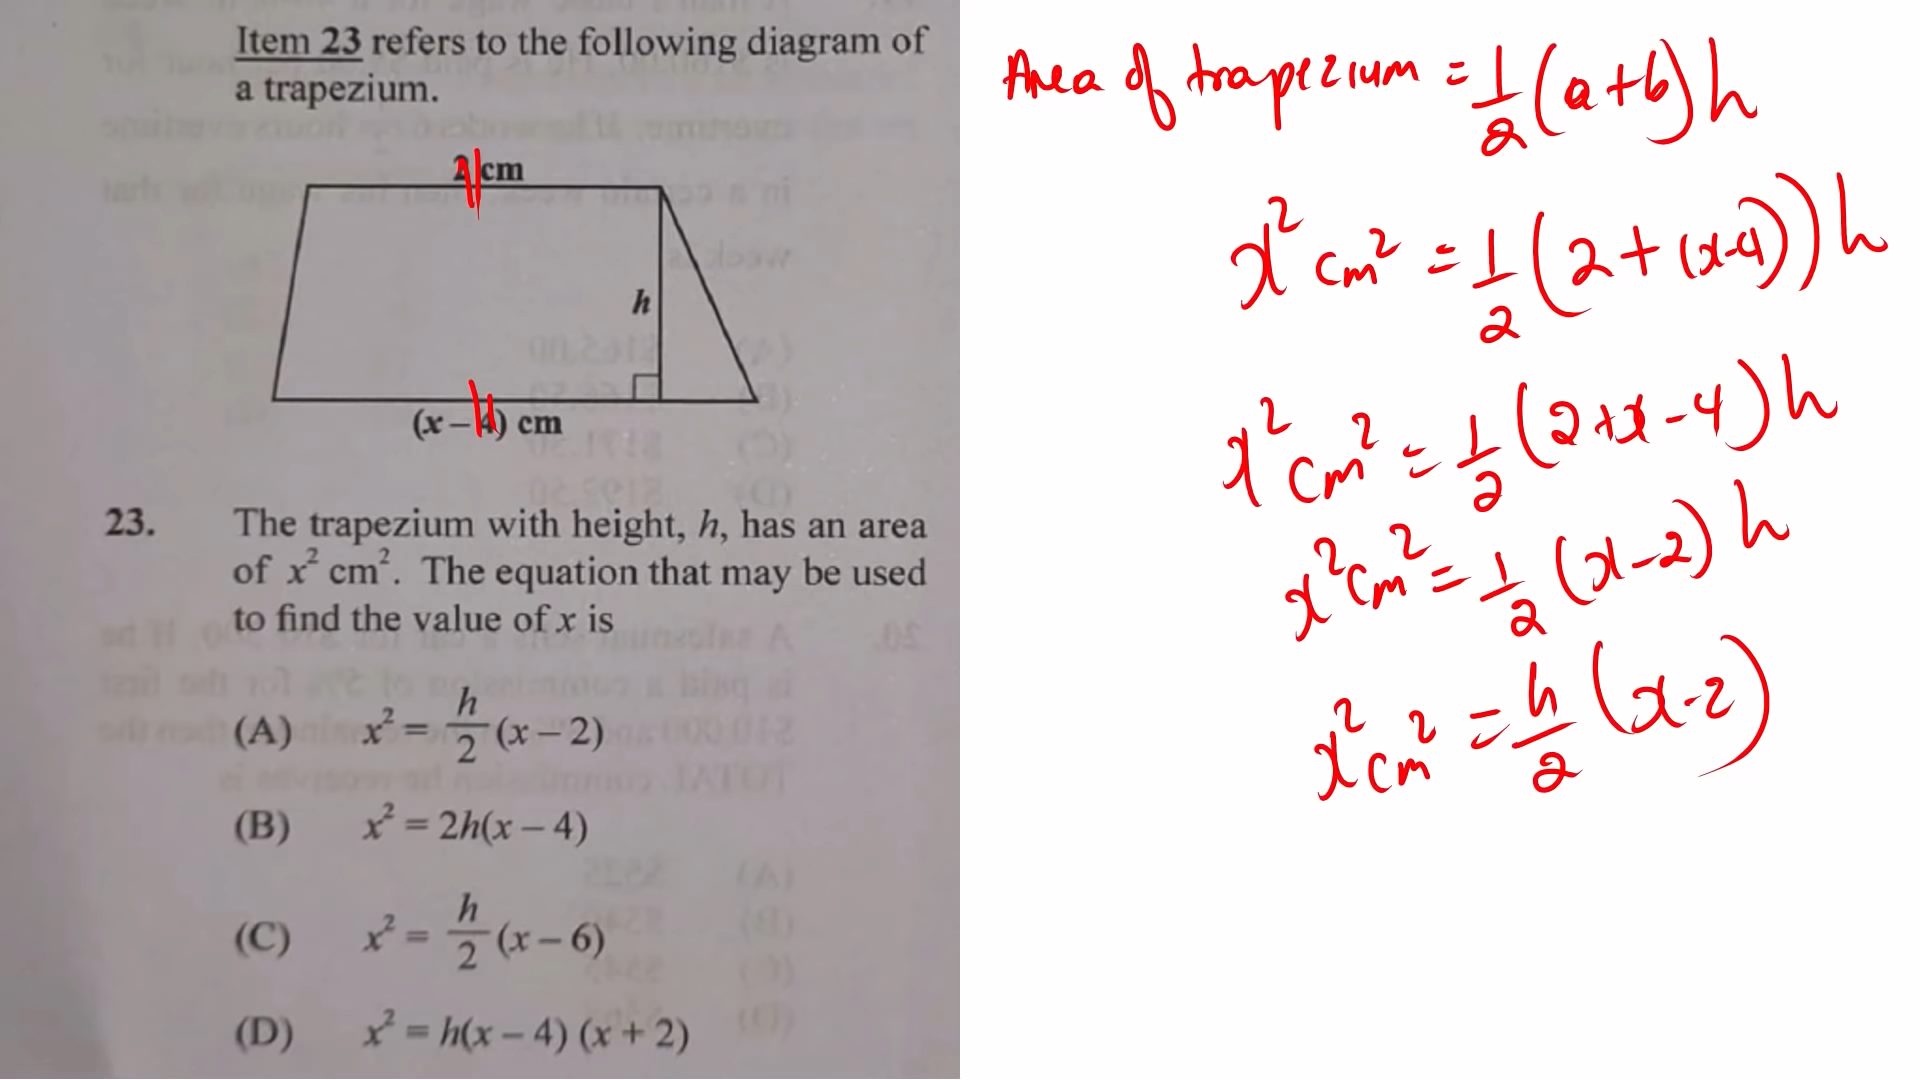 Item 23 refers to the following diagram of
a trapezium.
2 cm
h
(x – 4) cm
23. The trapezium with height, h, has an area
of x² cm². The equation that may be used
to find the value of x is
(A) x² = h/2 (x – 2)
(B) x² = 2h(x – 4)
(C) x² = h/2 (x – 6)
(D) x² = h(x – 4) (x + 2)
Area of trapezium = 1/2 (a+b) h
x² cm² = 1/2 (2 + (x-4)) h
x² cm² = 1/2 (2+x-4) h
x² cm² = 1/2 (x-2) h
x² cm² = h/2 (x-2)